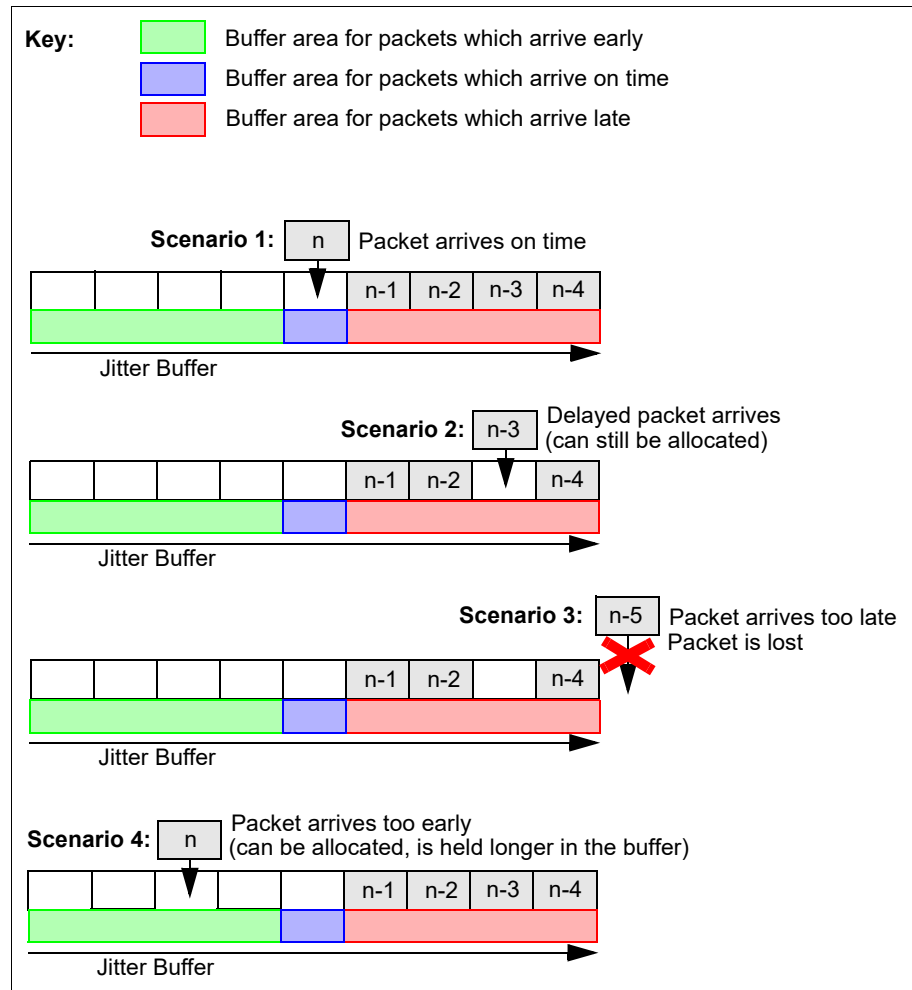 Key:
Buffer area for packets which arrive early
Buffer area for packets which arrive on time
Buffer area for packets which arrive late
Scenario 1: n Packet arrives on time
n-1 n-2 n-3 n-4
Jitter Buffer
Scenario 2: n-3 Delayed packet arrives
(can still be allocated)
n-1 n-2 n-4
Jitter Buffer
Scenario 3: n-5 Packet arrives too late
Packet is lost
n-1 n-2 n-4
Jitter Buffer
Scenario 4: n Packet arrives too early
(can be allocated, is held longer in the buffer)
n-1 n-2 n-3 n-4
Jitter Buffer